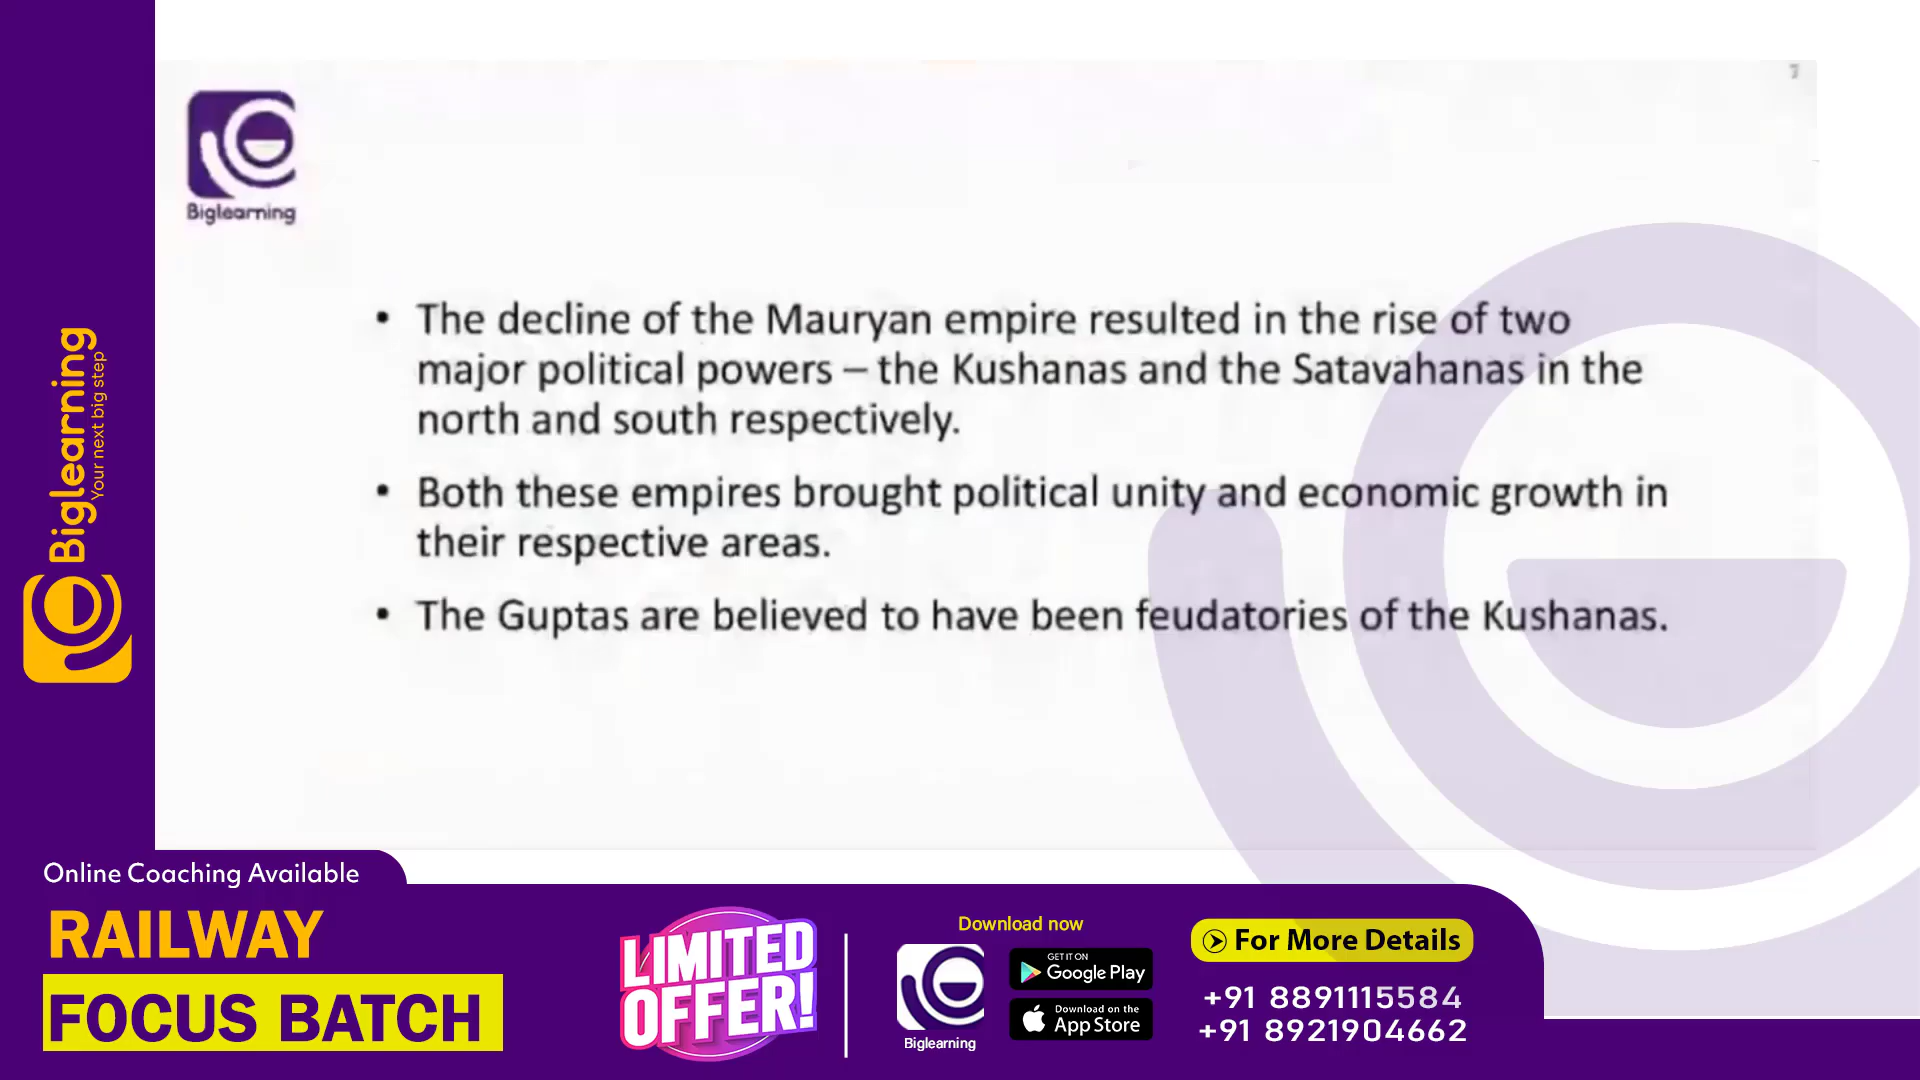 Biglearning
• The decline of the Mauryan empire resulted in the rise of two
major political powers – the Kushanas and the Satavahanas in the
north and south respectively.
• Both these empires brought political unity and economic growth in
their respective areas.
• The Guptas are believed to have been feudatories of the Kushanas.
Biglearning
Your next big step
Online Coaching Available
RAILWAY
FOCUS BATCH
LIMITED
OFFER!
Download now
Biglearning
GET IT ON
Google Play
Download on the
App Store
For More Details
+91 8891115584
+91 8921904662